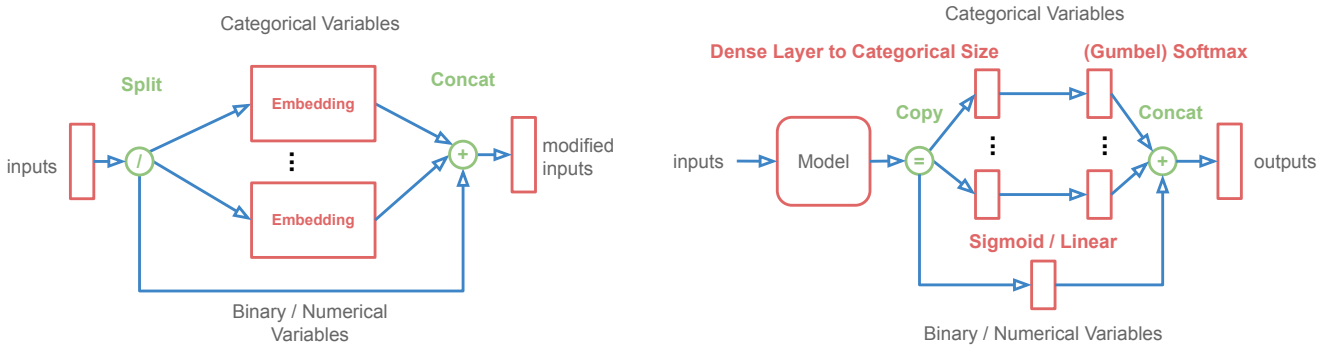 Categorical Variables
Split
Concat
Embedding
inputs
/
...
+
modified
inputs
Embedding
Binary / Numerical
Variables
Categorical Variables
Dense Layer to Categorical Size
(Gumbel) Softmax
Copy
Concat
inputs
Model
=
...
...
+
outputs
Sigmoid / Linear
Binary / Numerical Variables